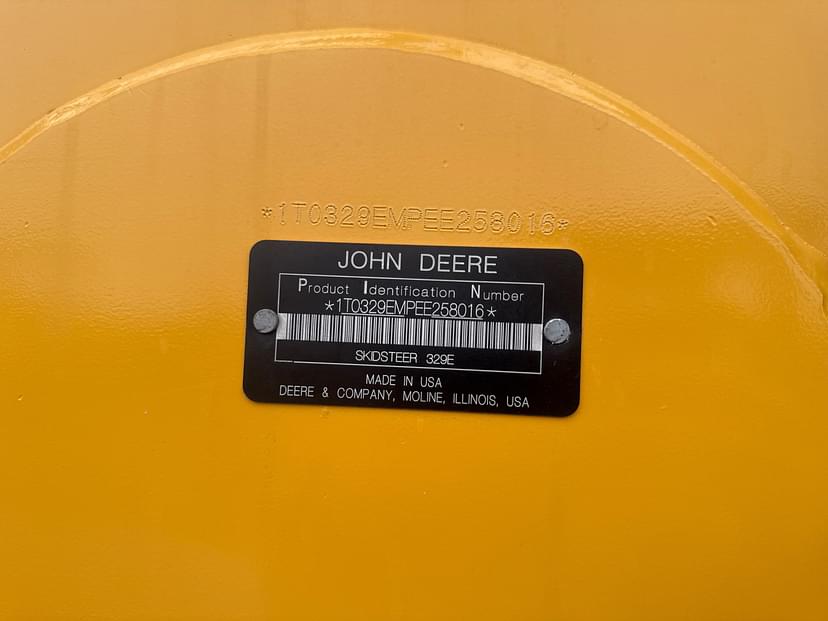 *1T0329EMPEE258016*
JOHN DEERE
Product Identification Number
*1T0329EMPEE258016*
SKIDSTEER 329E
MADE IN USA
DEERE & COMPANY, MOLINE, ILLINOIS, USA